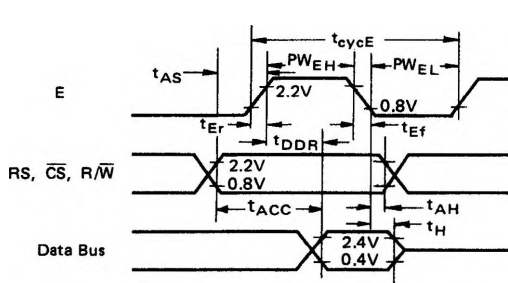 tcycE
PWEH
PWEL
tAS
E
2.2V
0.8V
tEr
tEf
tDDR
RS, C̅S̅, R/W̅
2.2V
0.8V
tACC
tAH
tH
Data Bus
2.4V
0.4V